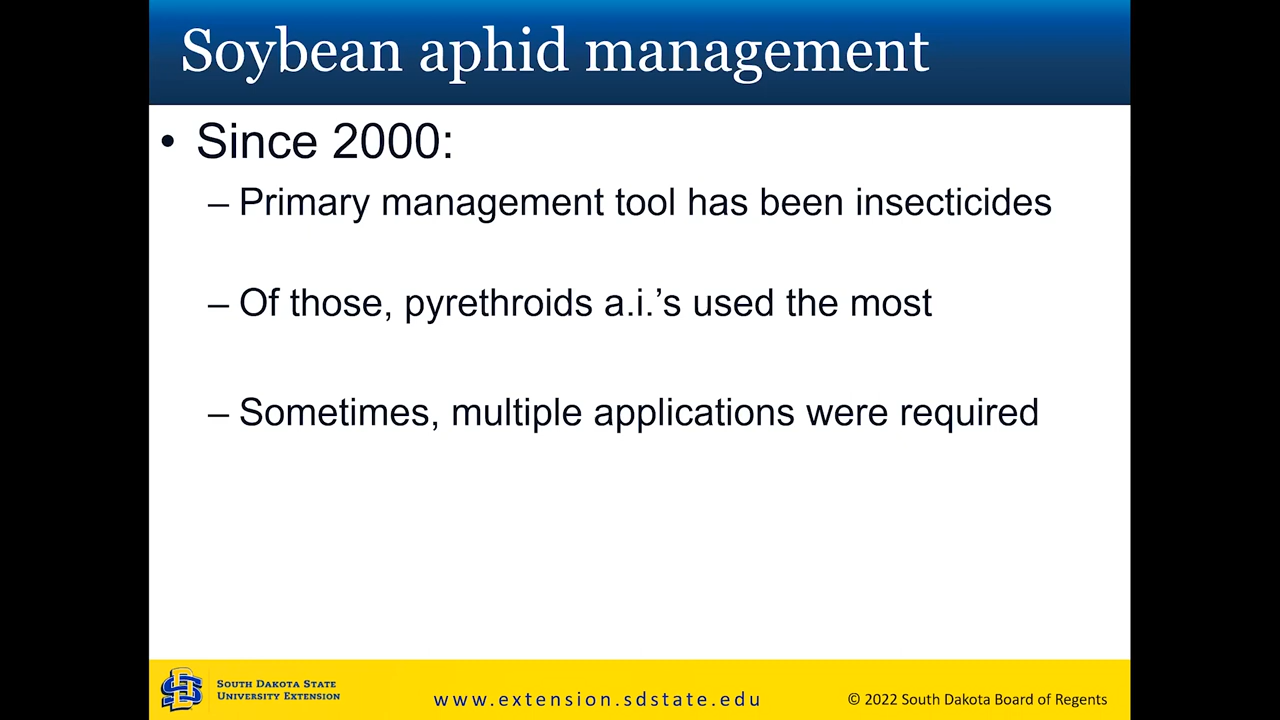 Soybean aphid management
• Since 2000:
– Primary management tool has been insecticides
– Of those, pyrethroids a.i.’s used the most
– Sometimes, multiple applications were required
SOUTH DAKOTA STATE
UNIVERSITY EXTENSION
www.extension.sdstate.edu
© 2022 South Dakota Board of Regents